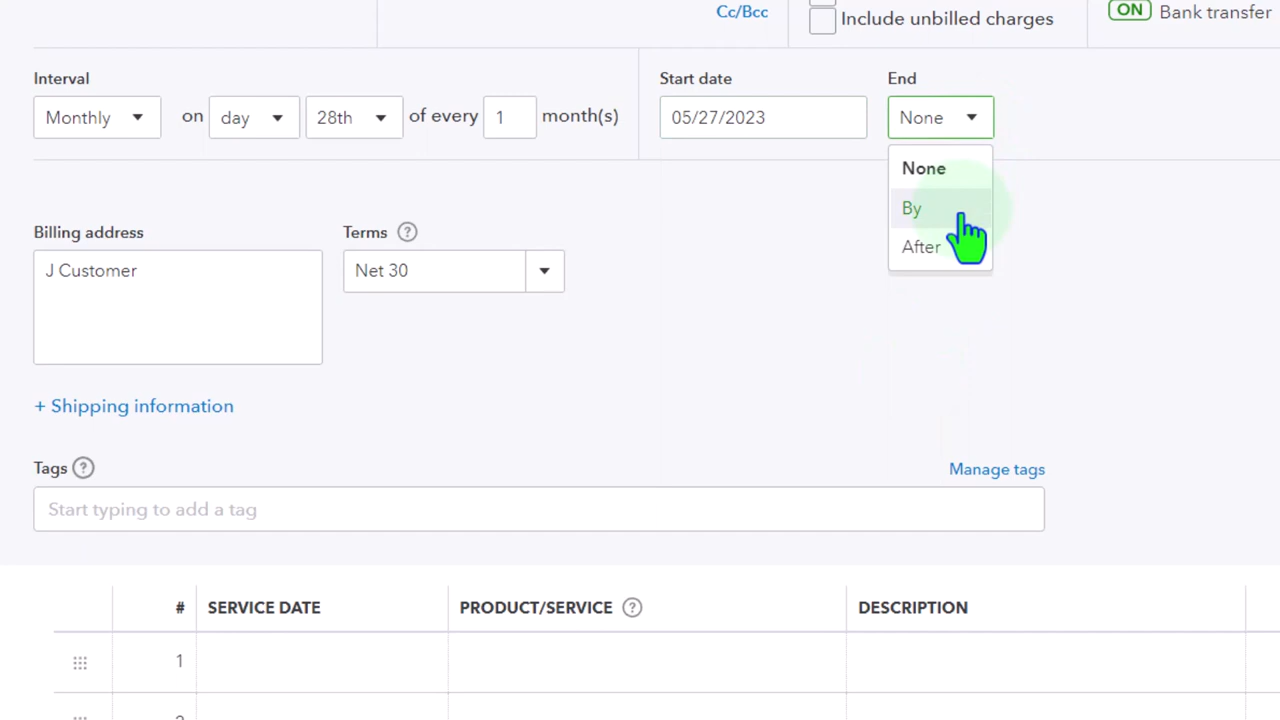 Cc/Bcc
Include unbilled charges
ON Bank transfer
Interval
Monthly on day 28th of every 1 month(s)
Start date
05/27/2023
End
None
None
By
After
Billing address
J Customer
Terms ?
Net 30
+ Shipping information
Tags ?
Manage tags
Start typing to add a tag
# SERVICE DATE PRODUCT/SERVICE ? DESCRIPTION
1